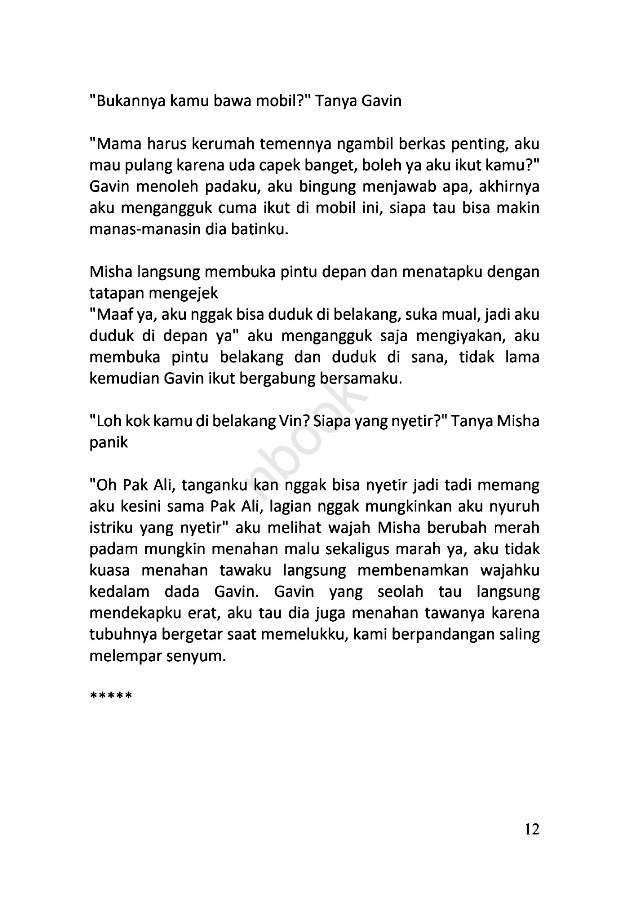 "Bukannya kamu bawa mobil?" Tanya Gavin
"Mama harus kerumah temennya ngambil berkas penting, aku
mau pulang karena uda capek banget, boleh ya aku ikut kamu?"
Gavin menoleh padaku, aku bingung menjawab apa, akhirnya
aku mengangguk cuma ikut di mobil ini, siapa tau bisa makin
manas-manasin dia batinku.
Misha langsung membuka pintu depan dan menatapku dengan
tatapan mengejek
"Maaf ya, aku nggak bisa duduk di belakang, suka mual, jadi aku
duduk di depan ya" aku mengangguk saja mengiyakan, aku
membuka pintu belakang dan duduk di sana, tidak lama
kemudian Gavin ikut bergabung bersamaku.
"Loh kok kamu di belakang Vin? Siapa yang nyetir?" Tanya Misha
panik
nbook
"Oh Pak Ali, tanganku kan nggak bisa nyetir jadi tadi memang
aku kesini sama Pak Ali, lagian nggak mungkinkan aku nyuruh
istriku yang nyetir" aku melihat wajah Misha berubah merah
padam mungkin menahan malu sekaligus marah ya, aku tidak
kuasa menahan tawaku langsung membenamkan wajahku
kedalam dada Gavin. Gavin yang seolah tau langsung
mendekapku erat, aku tau dia juga menahan tawanya karena
tubuhnya bergetar saat memelukku, kami berpandangan saling
melempar senyum.
*****
12